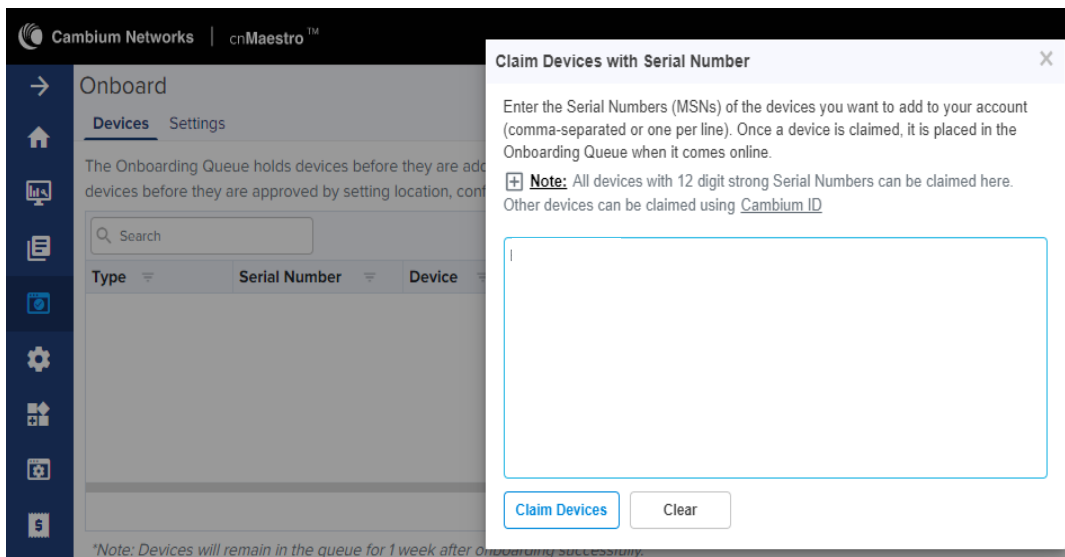 Cambium Networks | cnMaestro™
Onboard
Devices Settings
The Onboarding Queue holds devices before they are add
devices before they are approved by setting location, conf
Search
Type Serial Number Device
*Note: Devices will remain in the queue for 1 week after onboarding successfully.
Claim Devices with Serial Number X
Enter the Serial Numbers (MSNs) of the devices you want to add to your account
(comma-separated or one per line). Once a device is claimed, it is placed in the
Onboarding Queue when it comes online.
Note: All devices with 12 digit strong Serial Numbers can be claimed here.
Other devices can be claimed using Cambium ID
Claim Devices Clear